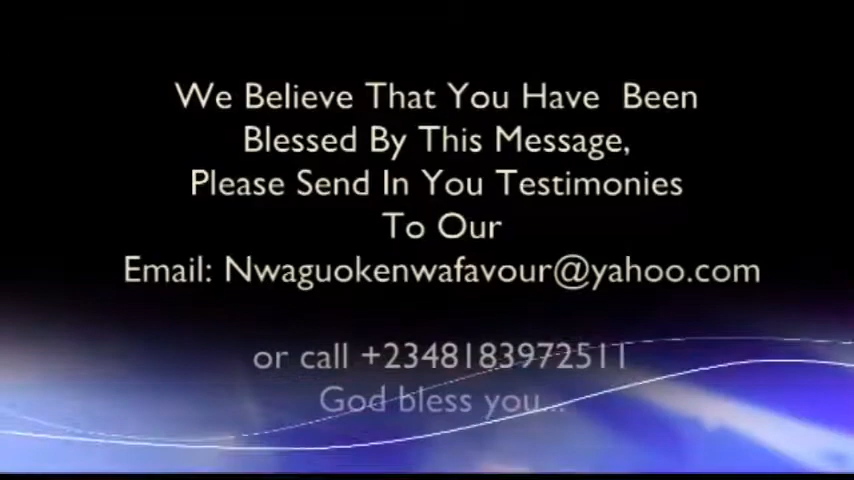 We Believe That You Have Been
Blessed By This Message,
Please Send In You Testimonies
To Our
Email: Nwaguokenwafavour@yahoo.com
or call +2348183972511
God bless you...